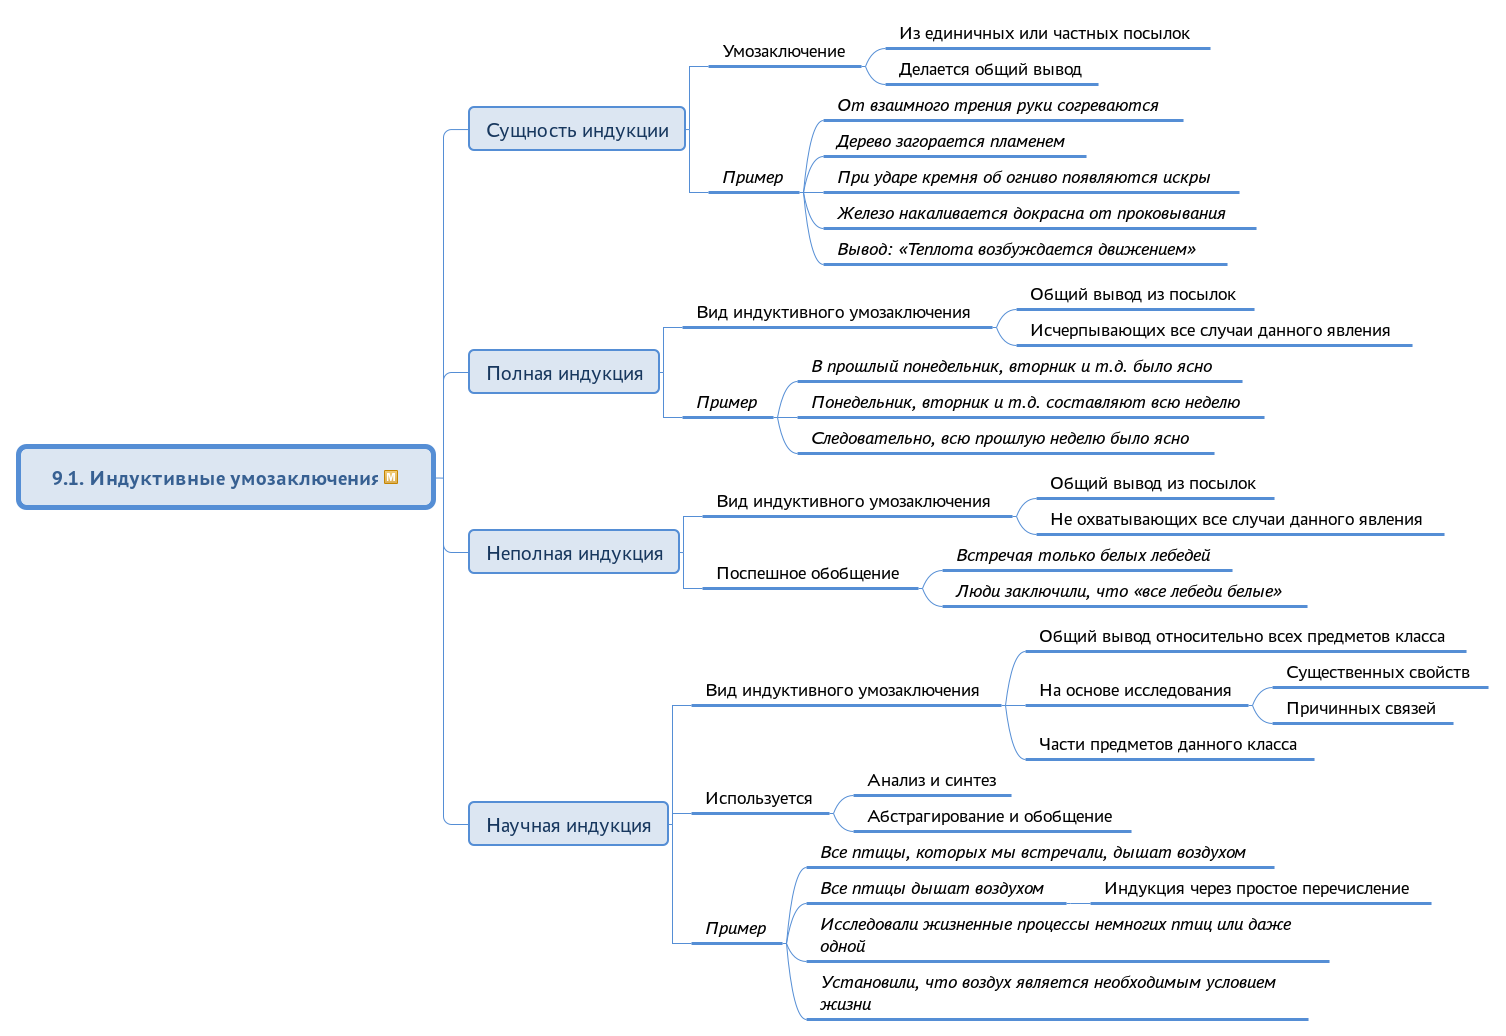 9.1. Индуктивные умозаключения
Сущность индукции
Умозаключение
Из единичных или частных посылок
Делается общий вывод
Пример
От взаимного трения руки согреваются
Дерево загорается пламенем
При ударе кремня об огниво появляются искры
Железо накаливается докрасна от проковывания
Вывод: «Теплота возбуждается движением»
Полная индукция
Вид индуктивного умозаключения
Общий вывод из посылок
Исчерпывающих все случаи данного явления
Пример
В прошлый понедельник, вторник и т.д. было ясно
Понедельник, вторник и т.д. составляют всю неделю
Следовательно, всю прошлую неделю было ясно
Неполная индукция
Вид индуктивного умозаключения
Общий вывод из посылок
Не охватывающих все случаи данного явления
Поспешное обобщение
Встречая только белых лебедей
Люди заключили, что «все лебеди белые»
Научная индукция
Вид индуктивного умозаключения
Общий вывод относительно всех предметов класса
На основе исследования
Существенных свойств
Причинных связей
Части предметов данного класса
Используется
Анализ и синтез
Абстрагирование и обобщение
Пример
Все птицы, которых мы встречали, дышат воздухом
Все птицы дышат воздухом
Индукция через простое перечисление
Исследовали жизненные процессы немногих птиц или даже
одной
Установили, что воздух является необходимым условием
жизни